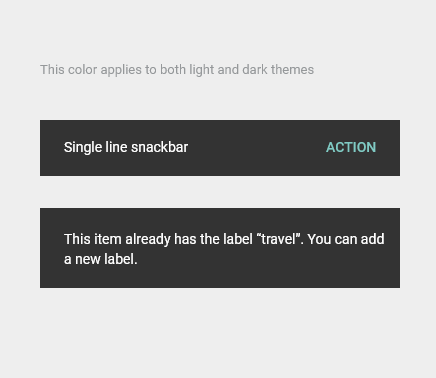 This color applies to both light and dark themes
Single line snackbar ACTION
This item already has the label “travel”. You can add
a new label.